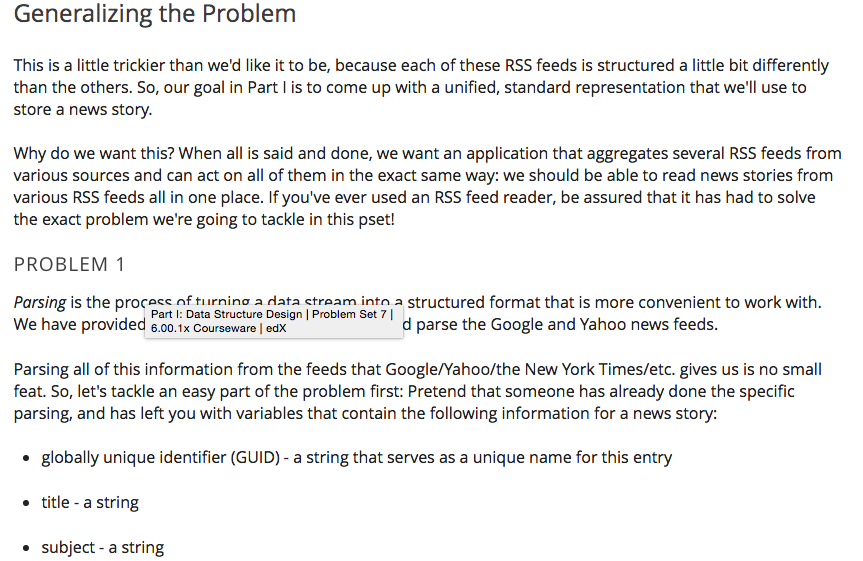 Generalizing the Problem
This is a little trickier than we'd like it to be, because each of these RSS feeds is structured a little bit differently
than the others. So, our goal in Part I is to come up with a unified, standard representation that we'll use to
store a news story.
Why do we want this? When all is said and done, we want an application that aggregates several RSS feeds from
various sources and can act on all of them in the exact same way: we should be able to read news stories from
various RSS feeds all in one place. If you've ever used an RSS feed reader, be assured that it has had to solve
the exact problem we're going to tackle in this pset!
PROBLEM 1
Parsing is the process of turning a data stream into a structured format that is more convenient to work with.
We have provided parse the Google and Yahoo news feeds.
Part I: Data Structure Design | Problem Set 7 |
6.00.1x Courseware | edX
Parsing all of this information from the feeds that Google/Yahoo/the New York Times/etc. gives us is no small
feat. So, let's tackle an easy part of the problem first: Pretend that someone has already done the specific
parsing, and has left you with variables that contain the following information for a news story:
• globally unique identifier (GUID) - a string that serves as a unique name for this entry
• title - a string
• subject - a string